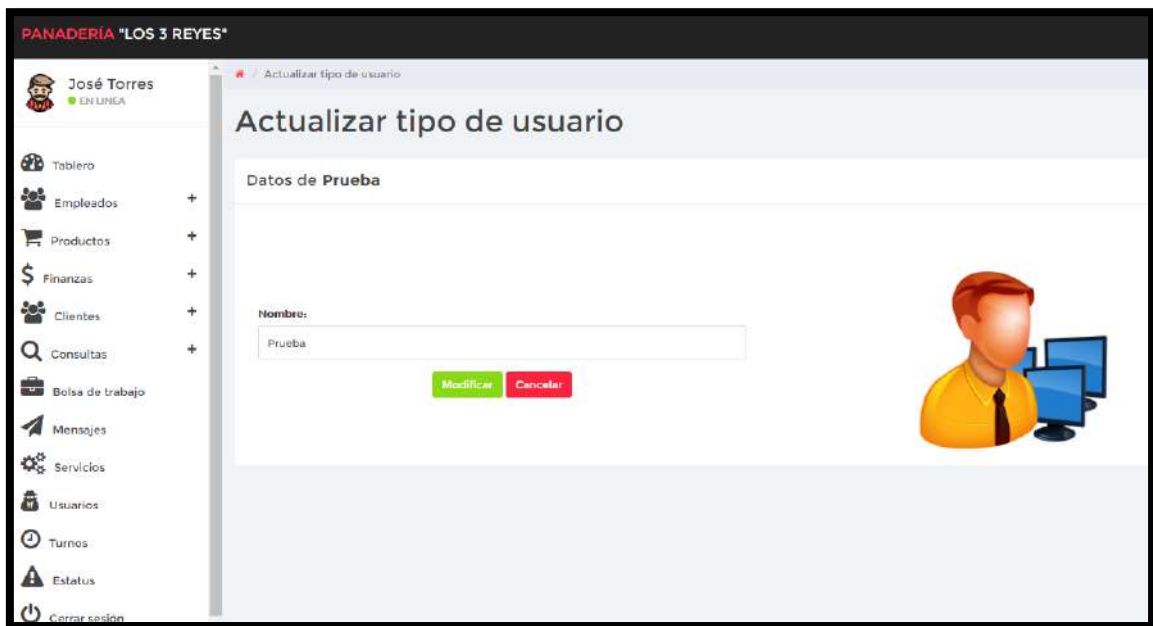 PANADERÍA "LOS 3 REYES"
José Torres
EN LINEA
Tablero
Empleados +
Productos +
Finanzas +
Clientes +
Consultas +
Bolsa de trabajo
Mensajes
Servicios
Usuarios
Turnos
Estatus
Cerrar sesión
/ Actualizar tipo de usuario
Actualizar tipo de usuario
Datos de Prueba
Nombre:
Prueba
Modificar Cancelar